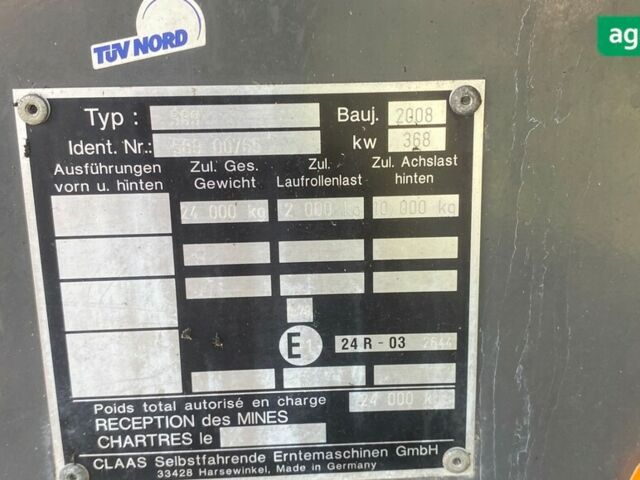 TÜV NORD
ag
Typ : Bauj. 2008
Ident. Nr.: kw 368
Ausführungen vorn u. hinten Zul. Ges. Gewicht Zul. Laufrollenlast Zul. Achslast hinten
24 000 kg 2 000 kg 10 000 kg
E1 24 R - 03
Poids total autorisé en charge 24 000 kg
RECEPTION des MINES
CHARTRES le
CLAAS Selbstfahrende Erntemaschinen GmbH
33428 Harsewinkel, Made in Germany